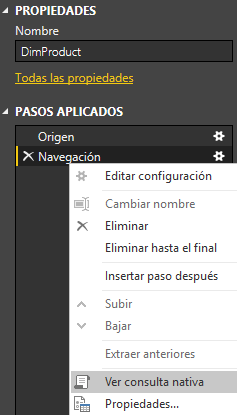 PROPIEDADES
Nombre
DimProduct
Todas las propiedades
PASOS APLICADOS
Origen
Navegación
Editar configuración
Cambiar nombre
Eliminar
Eliminar hasta el final
Insertar paso después
Subir
Bajar
Extraer anteriores
Ver consulta nativa
Propiedades...